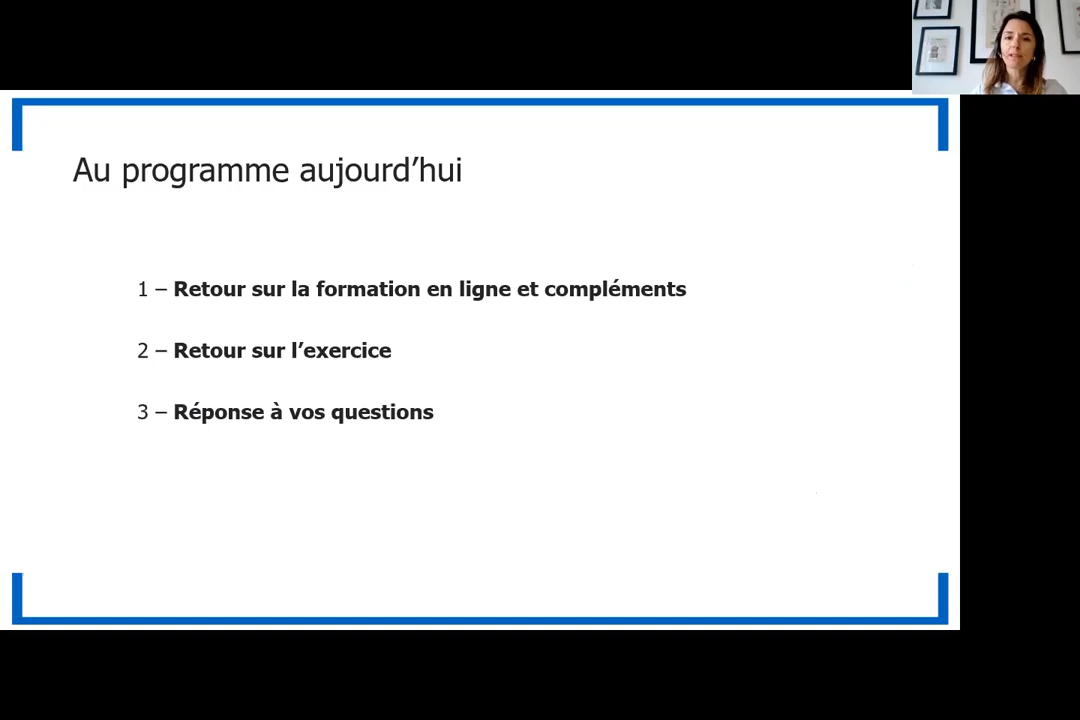 Au programme aujourd’hui
1 – Retour sur la formation en ligne et compléments
2 – Retour sur l’exercice
3 – Réponse à vos questions